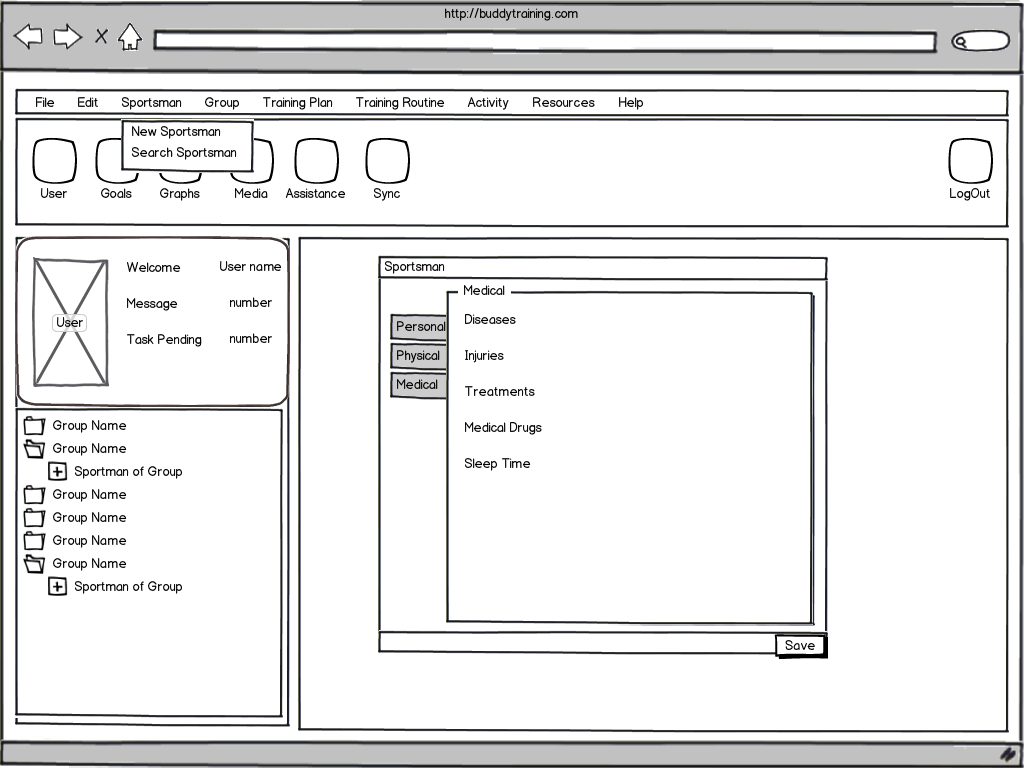 http://buddytraining.com
File Edit Sportsman Group Training Plan Training Routine Activity Resources Help
New Sportsman
Search Sportsman
User Goals Graphs Media Assistance Sync LogOut
Welcome User name
Message number
User
Task Pending number
Group Name
Group Name
Sportman of Group
Group Name
Group Name
Group Name
Group Name
Sportman of Group
Sportsman
Medical
Personal
Physical
Medical
Diseases
Injuries
Treatments
Medical Drugs
Sleep Time
Save